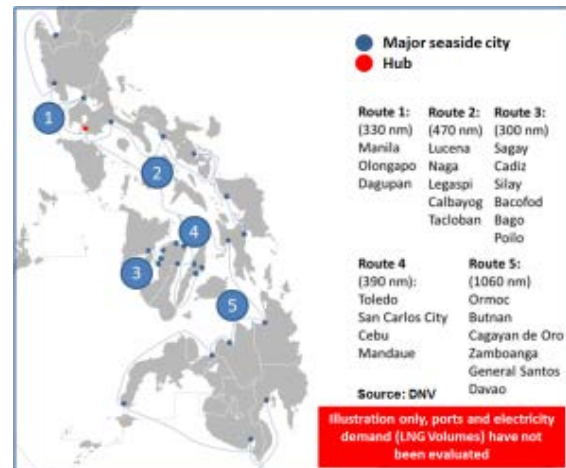 Major seaside city
Hub
Route 1:
(330 nm)
Manila
Olongapo
Dagupan
Route 2:
(470 nm)
Lucena
Naga
Legaspi
Calbayog
Tacloban
Route 3:
(300 nm)
Sagay
Cadiz
Silay
Bacofod
Bago
Poilo
Route 4
(390 nm):
Toledo
San Carlos City
Cebu
Mandaue
Route 5:
(1060 nm)
Ormoc
Butnan
Cagayan de Oro
Zamboanga
General Santos
Davao
Source: DNV
Illustration only, ports and electricity
demand (LNG Volumes) have not
been evaluated
1
2
3
4
5